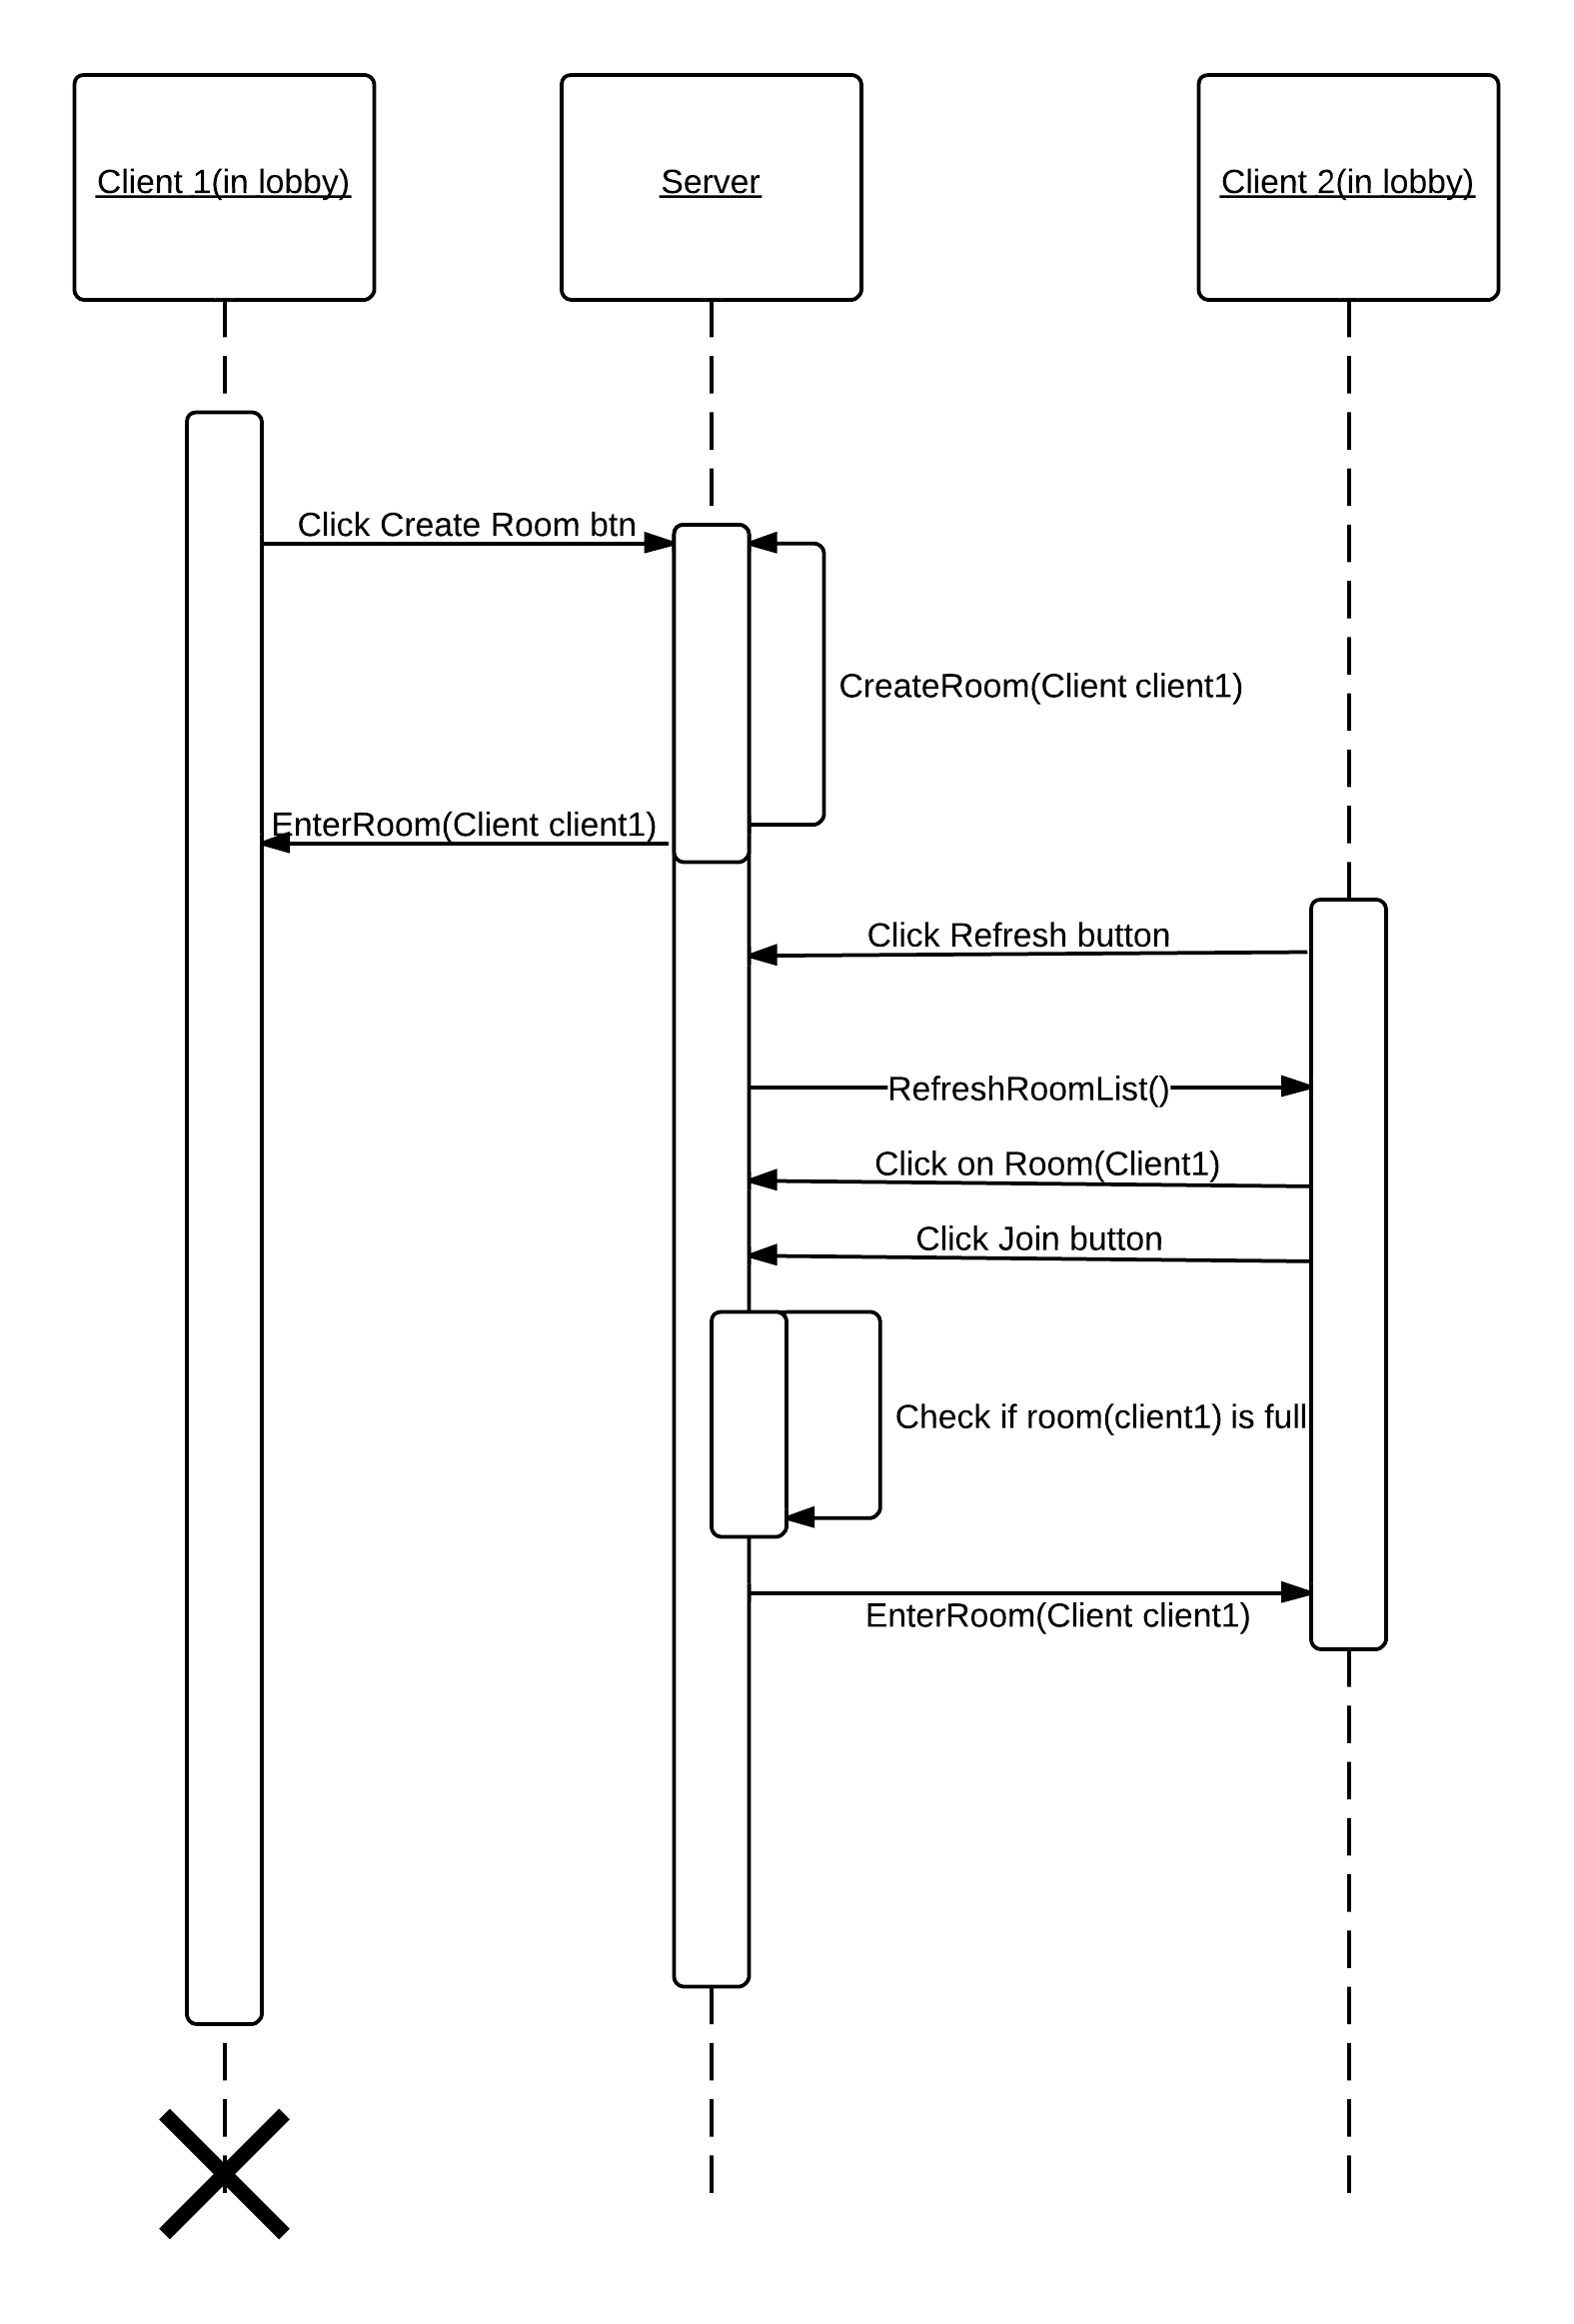 Client 1(in lobby)
Server
Client 2(in lobby)
Click Create Room btn
CreateRoom(Client client1)
EnterRoom(Client client1)
Click Refresh button
RefreshRoomList()
Click on Room(Client1)
Click Join button
Check if room(client1) is full
EnterRoom(Client client1)